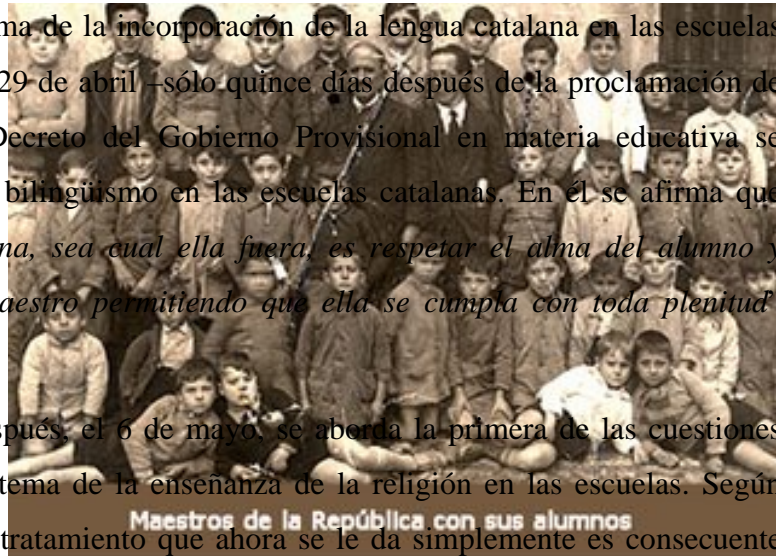 ma de la incorporación de la lengua catalana en las escuelas
29 de abril –sólo quince días después de la proclamación de
Decreto del Gobierno Provisional en materia educativa se
bilingüismo en las escuelas catalanas. En él se afirma que
na, sea cual ella fuera, es respetar el alma del alumno y
aestro permitiendo que ella se cumpla con toda plenitud”
spués, el 6 de mayo, se aborda la primera de las cuestiones
tema de la enseñanza de la religión en las escuelas. Según
Maestros de la República con sus alumnos
tratamiento que ahora se le da simplemente es consecuente